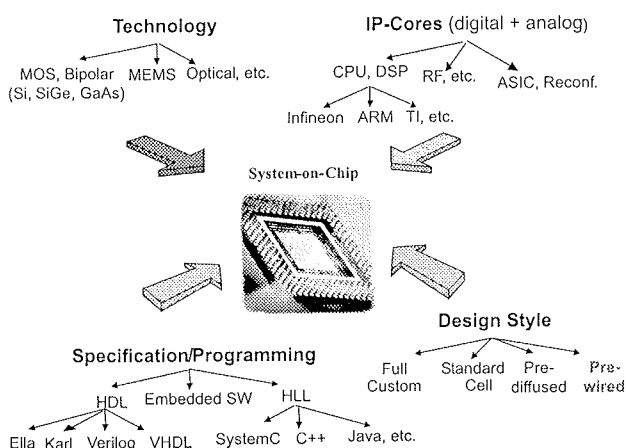 Technology
MOS, Bipolar
(Si, SiGe, GaAs)
MEMS
Optical, etc.
IP-Cores (digital + analog)
CPU, DSP
RF, etc.
ASIC, Reconf.
Infineon
ARM
TI, etc.
System-on-Chip
Specification/Programming
HDL
Embedded SW
HLL
Ella
Karl
Verilog
VHDL
SystemC
C++
Java, etc.
Design Style
Full
Custom
Standard
Cell
Pre-
diffused
Pre-
wired